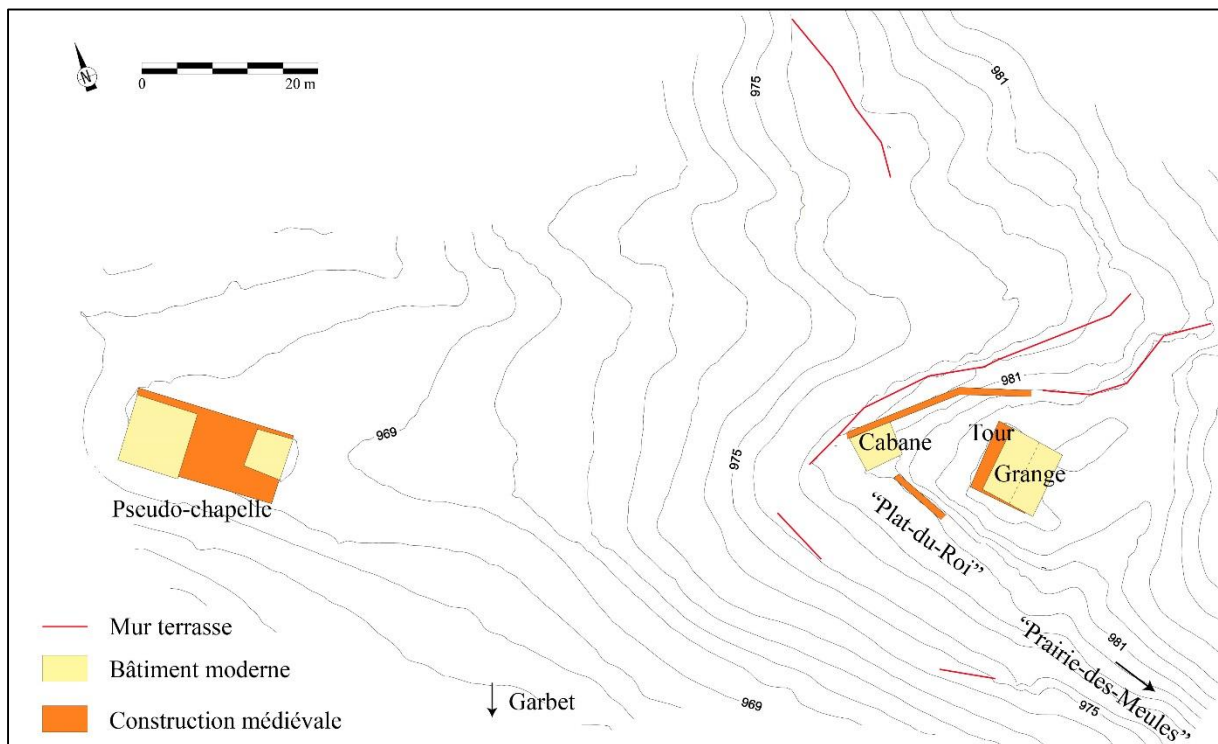 N
0
20 m
975
981
969
981
975
Cabane
Tour
Grange
Pseudo-chapelle
“Plat-du-Roi”
“Prairie-des-Meules”
981
975
969
Garbet
Mur terrasse
Bâtiment moderne
Construction médiévale